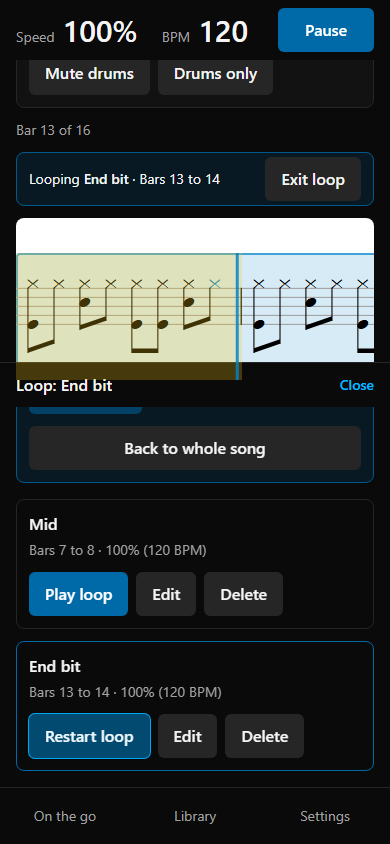 Speed 100% BPM 120 Pause
Mute drums Drums only
Bar 13 of 16
Looping End bit · Bars 13 to 14 Exit loop
Loop: End bit Close
Back to whole song
Mid
Bars 7 to 8 · 100% (120 BPM)
Play loop Edit Delete
End bit
Bars 13 to 14 · 100% (120 BPM)
Restart loop Edit Delete
On the go Library Settings